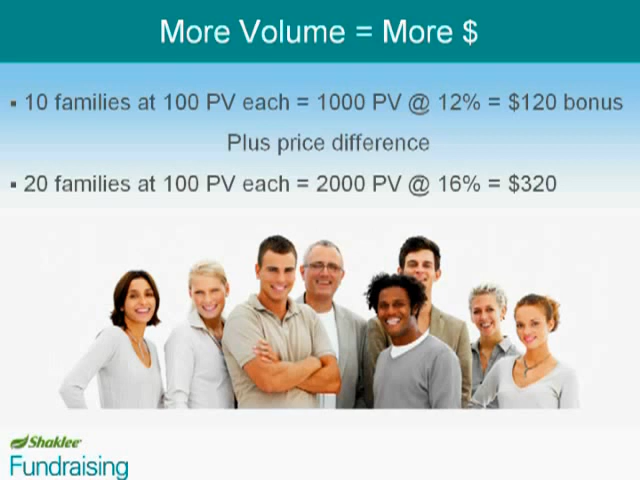 More Volume = More $
▪ 10 families at 100 PV each = 1000 PV @ 12% = $120 bonus
Plus price difference
▪ 20 families at 100 PV each = 2000 PV @ 16% = $320
Shaklee
Fundraising